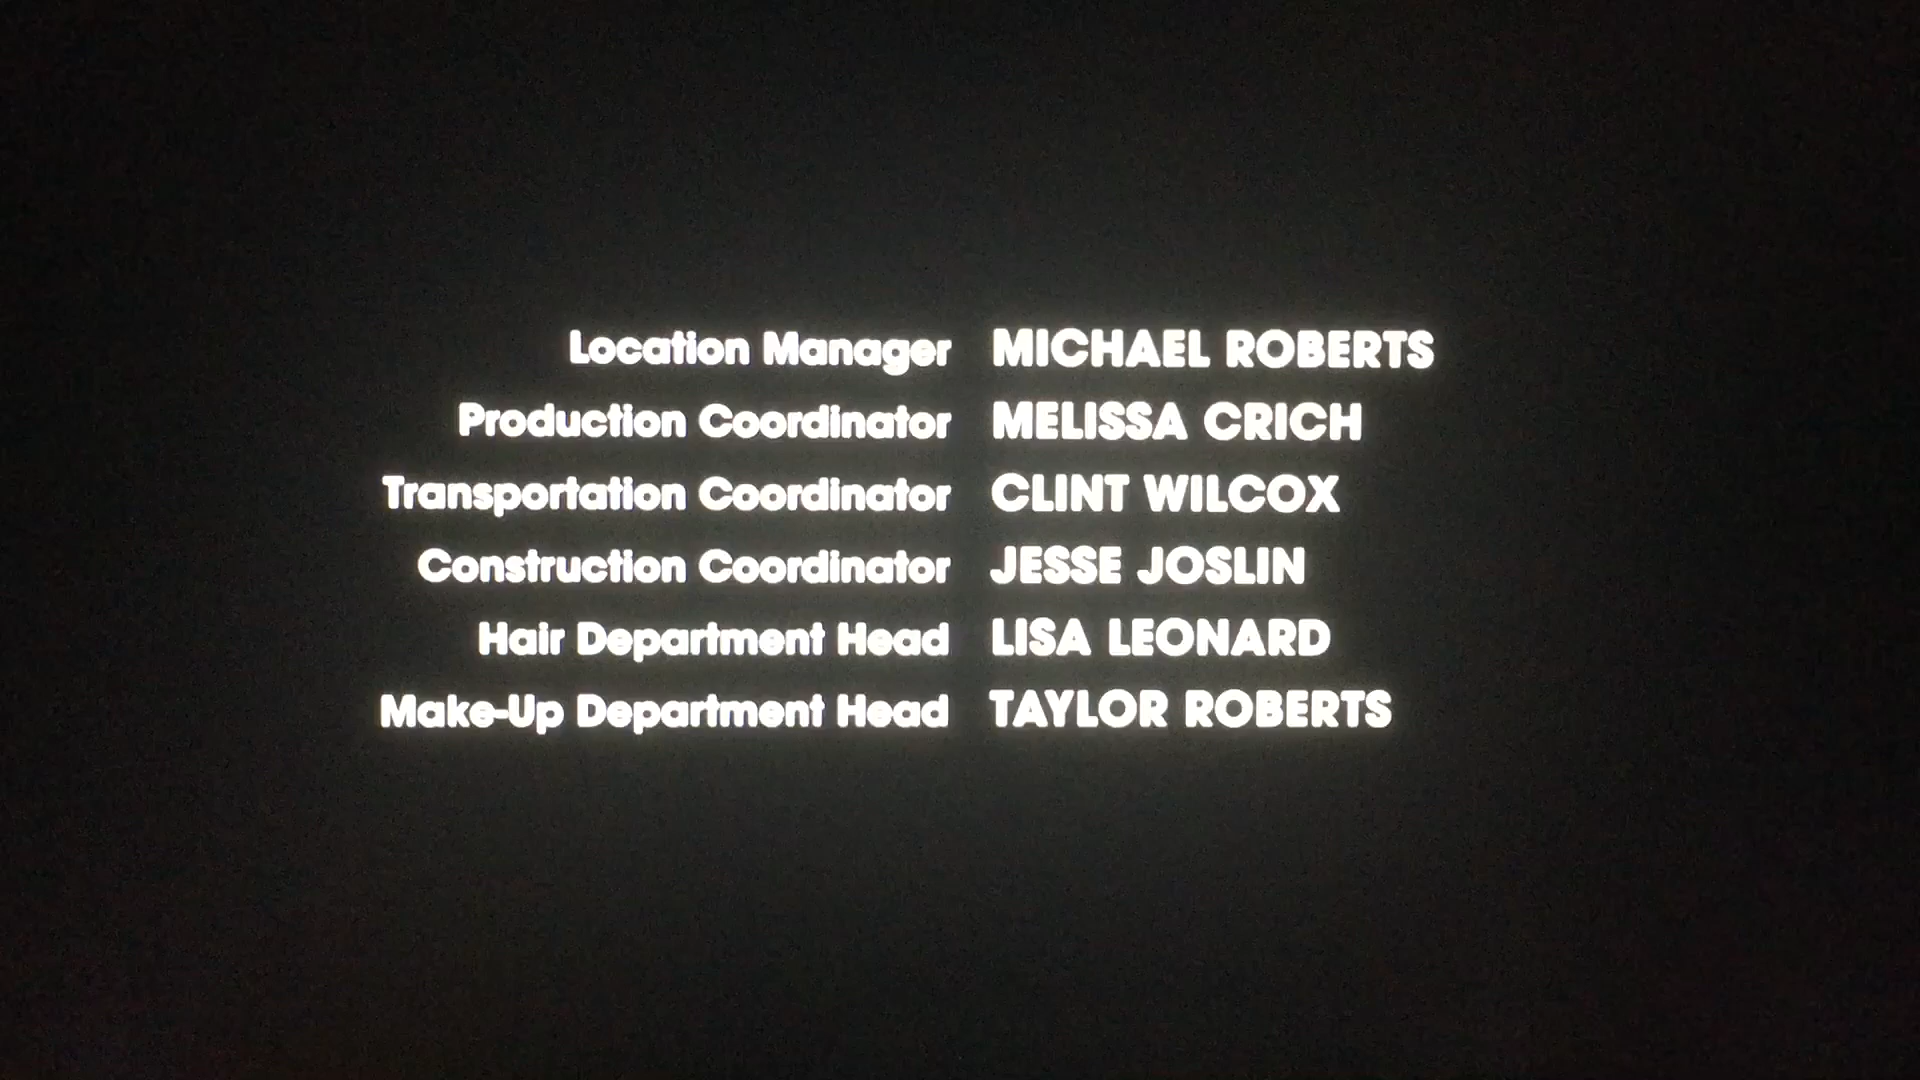 Location Manager MICHAEL ROBERTS
Production Coordinator MELISSA CRICH
Transportation Coordinator CLINT WILCOX
Construction Coordinator JESSE JOSLIN
Hair Department Head LISA LEONARD
Make-Up Department Head TAYLOR ROBERTS